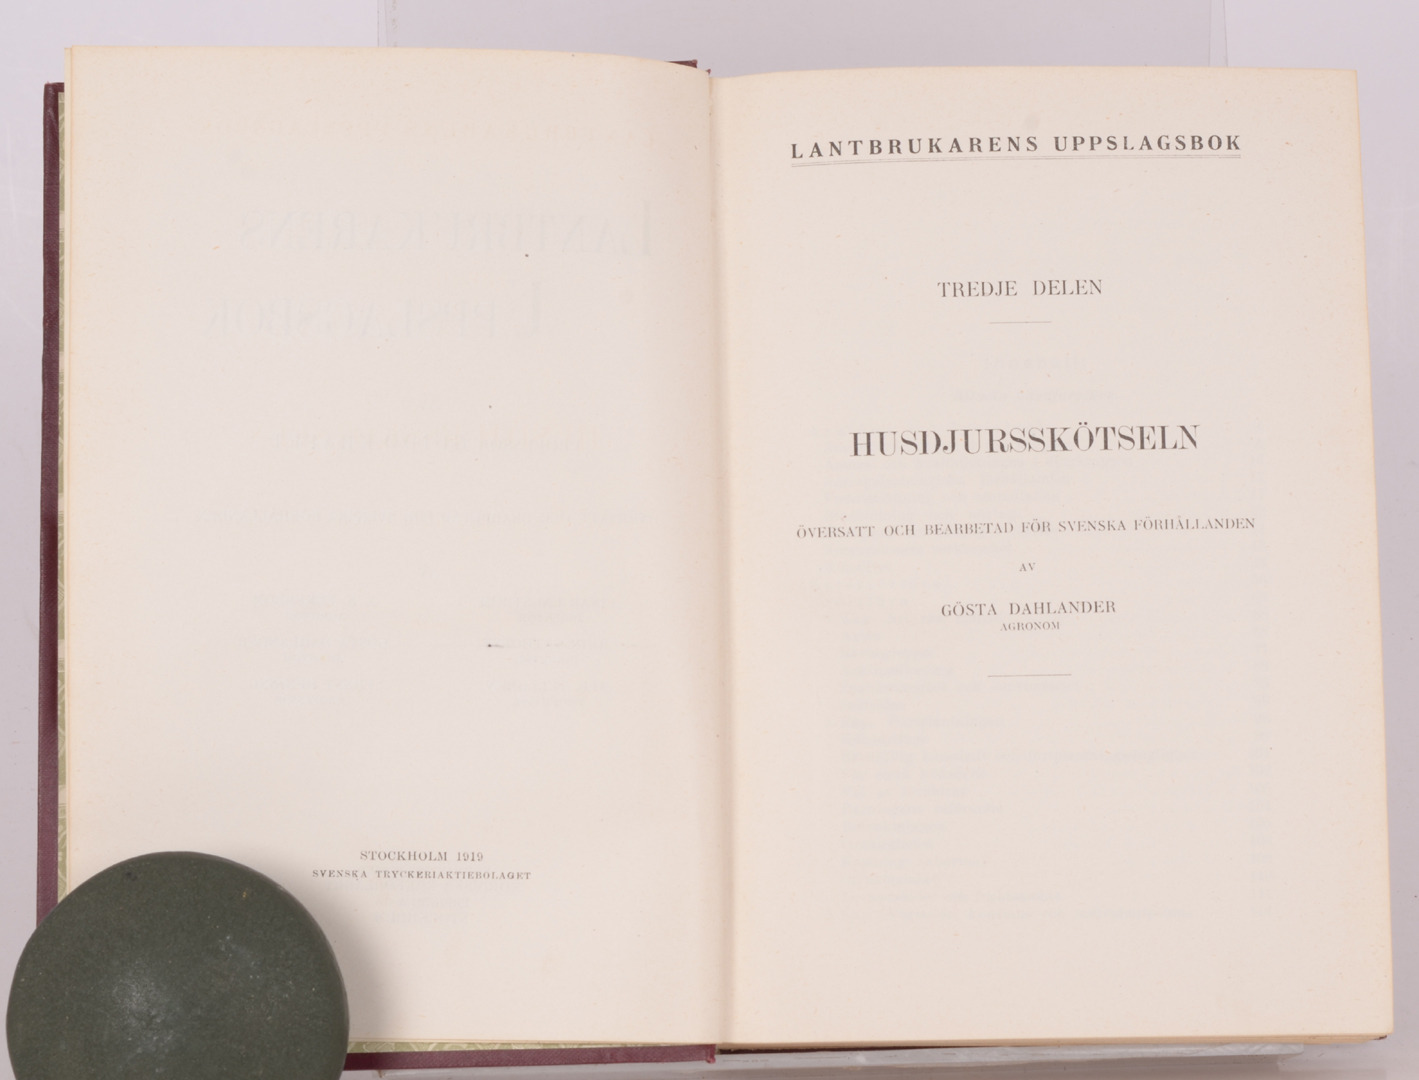 STOCKHOLM 1919
SVENSKA TRYCKERIAKTIEBOLAGET
LANTBRUKARENS UPPSLAGSBOK
TREDJE DELEN
HUSDJURSSKÖTSELN
ÖVERSATT OCH BEARBETAD FÖR SVENSKA FÖRHÅLLANDEN
AV
GÖSTA DAHLANDER
AGRONOM